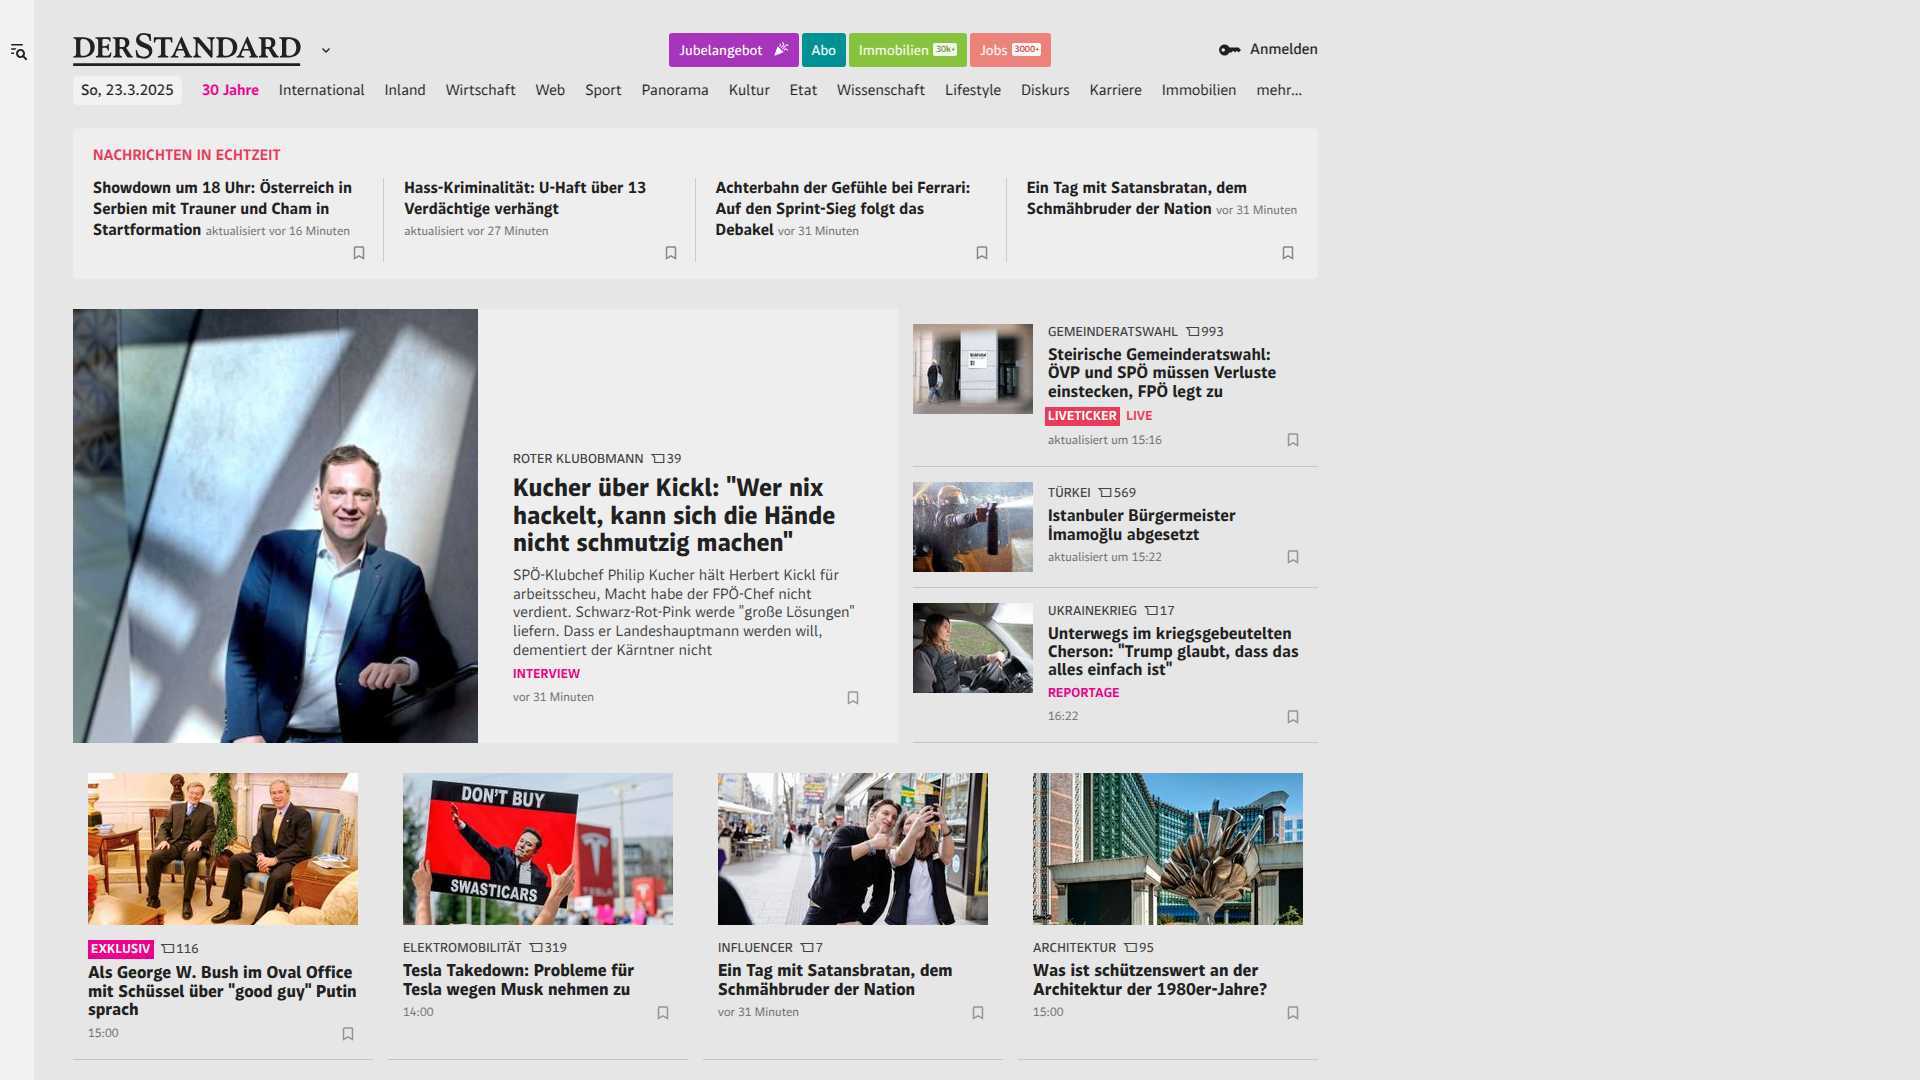 DERSTANDARD
Jubelangebot
Abo
Immobilien 30k+
Jobs 3000+
Anmelden
So, 23.3.2025
30 Jahre
International
Inland
Wirtschaft
Web
Sport
Panorama
Kultur
Etat
Wissenschaft
Lifestyle
Diskurs
Karriere
Immobilien
mehr...
NACHRICHTEN IN ECHTZEIT
Showdown um 18 Uhr: Österreich in
Serbien mit Trauner und Cham in
Startformation aktualisiert vor 16 Minuten
Hass-Kriminalität: U-Haft über 13
Verdächtige verhängt
aktualisiert vor 27 Minuten
Achterbahn der Gefühle bei Ferrari:
Auf den Sprint-Sieg folgt das
Debakel vor 31 Minuten
Ein Tag mit Satansbratan, dem
Schmähbruder der Nation vor 31 Minuten
ROTER KLUBOBMANN 39
Kucher über Kickl: "Wer nix
hackelt, kann sich die Hände
nicht schmutzig machen"
SPÖ-Klubchef Philip Kucher hält Herbert Kickl für
arbeitsscheu, Macht habe der FPÖ-Chef nicht
verdient. Schwarz-Rot-Pink werde "große Lösungen"
liefern. Dass er Landeshauptmann werden will,
dementiert der Kärntner nicht
INTERVIEW
vor 31 Minuten
GEMEINDERATSWAHL 993
Steirische Gemeinderatswahl:
ÖVP und SPÖ müssen Verluste
einstecken, FPÖ legt zu
LIVETICKER LIVE
aktualisiert um 15:16
TÜRKEI 569
Istanbuler Bürgermeister
İmamoğlu abgesetzt
aktualisiert um 15:22
UKRAINEKRIEG 17
Unterwegs im kriegsgebeutelten
Cherson: "Trump glaubt, dass das
alles einfach ist"
REPORTAGE
16:22
EXKLUSIV 116
Als George W. Bush im Oval Office
mit Schüssel über "good guy" Putin
sprach
15:00
DON'T BUY
SWASTICARS
TESLA
ELEKTROMOBILITÄT 319
Tesla Takedown: Probleme für
Tesla wegen Musk nehmen zu
14:00
INFLUENCER 7
Ein Tag mit Satansbratan, dem
Schmähbruder der Nation
vor 31 Minuten
ARCHITEKTUR 95
Was ist schützenswert an der
Architektur der 1980er-Jahre?
15:00